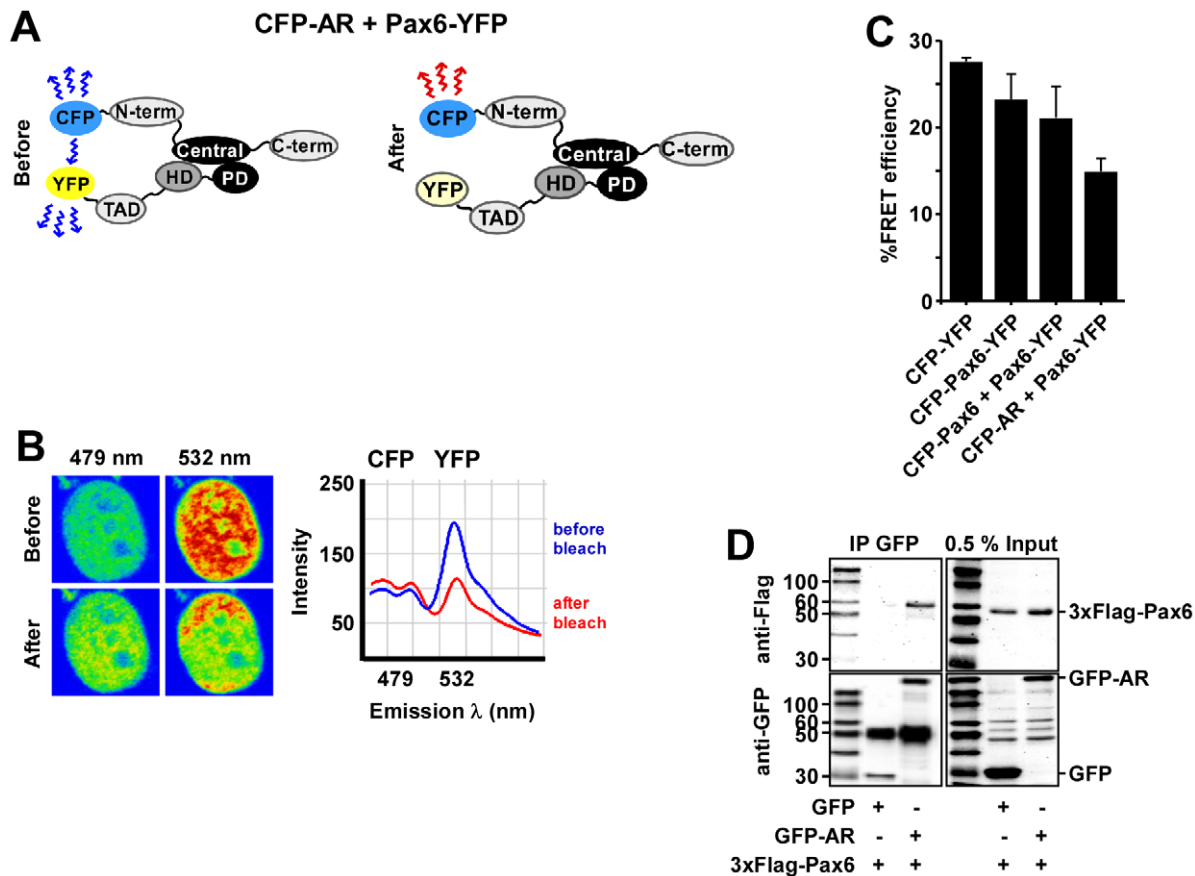 A
CFP-AR + Pax6-YFP
Before
CFP
N-term
Central
C-term
YFP
HD
PD
TAD
After
CFP
N-term
Central
C-term
YFP
HD
PD
TAD
B
479 nm
532 nm
Before
After
CFP
YFP
250
150
50
Intensity
479
532
Emission λ (nm)
before
bleach
after
bleach
C
30
20
10
0
%FRET efficiency
CFP-YFP
CFP-Pax6-YFP
CFP-Pax6 + Pax6-YFP
CFP-AR + Pax6-YFP
D
IP GFP
0.5 % Input
anti-Flag
100
60
50
30
3xFlag-Pax6
anti-GFP
100
60
50
30
GFP-AR
GFP
GFP + - + -
GFP-AR - + - +
3xFlag-Pax6 + + + +